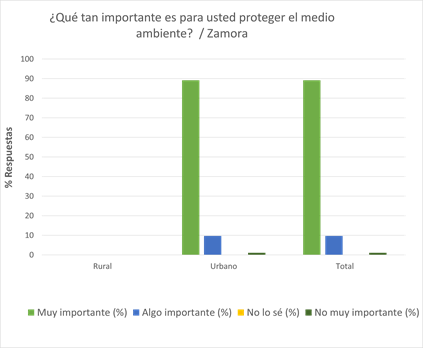 ¿Qué tan importante es para usted proteger el medio
ambiente? / Zamora
100
90
80
70
60
50
40
30
20
10
0
% Respuestas
Rural Urbano Total
Muy importante (%) Algo importante (%) No lo sé (%) No muy importante (%)